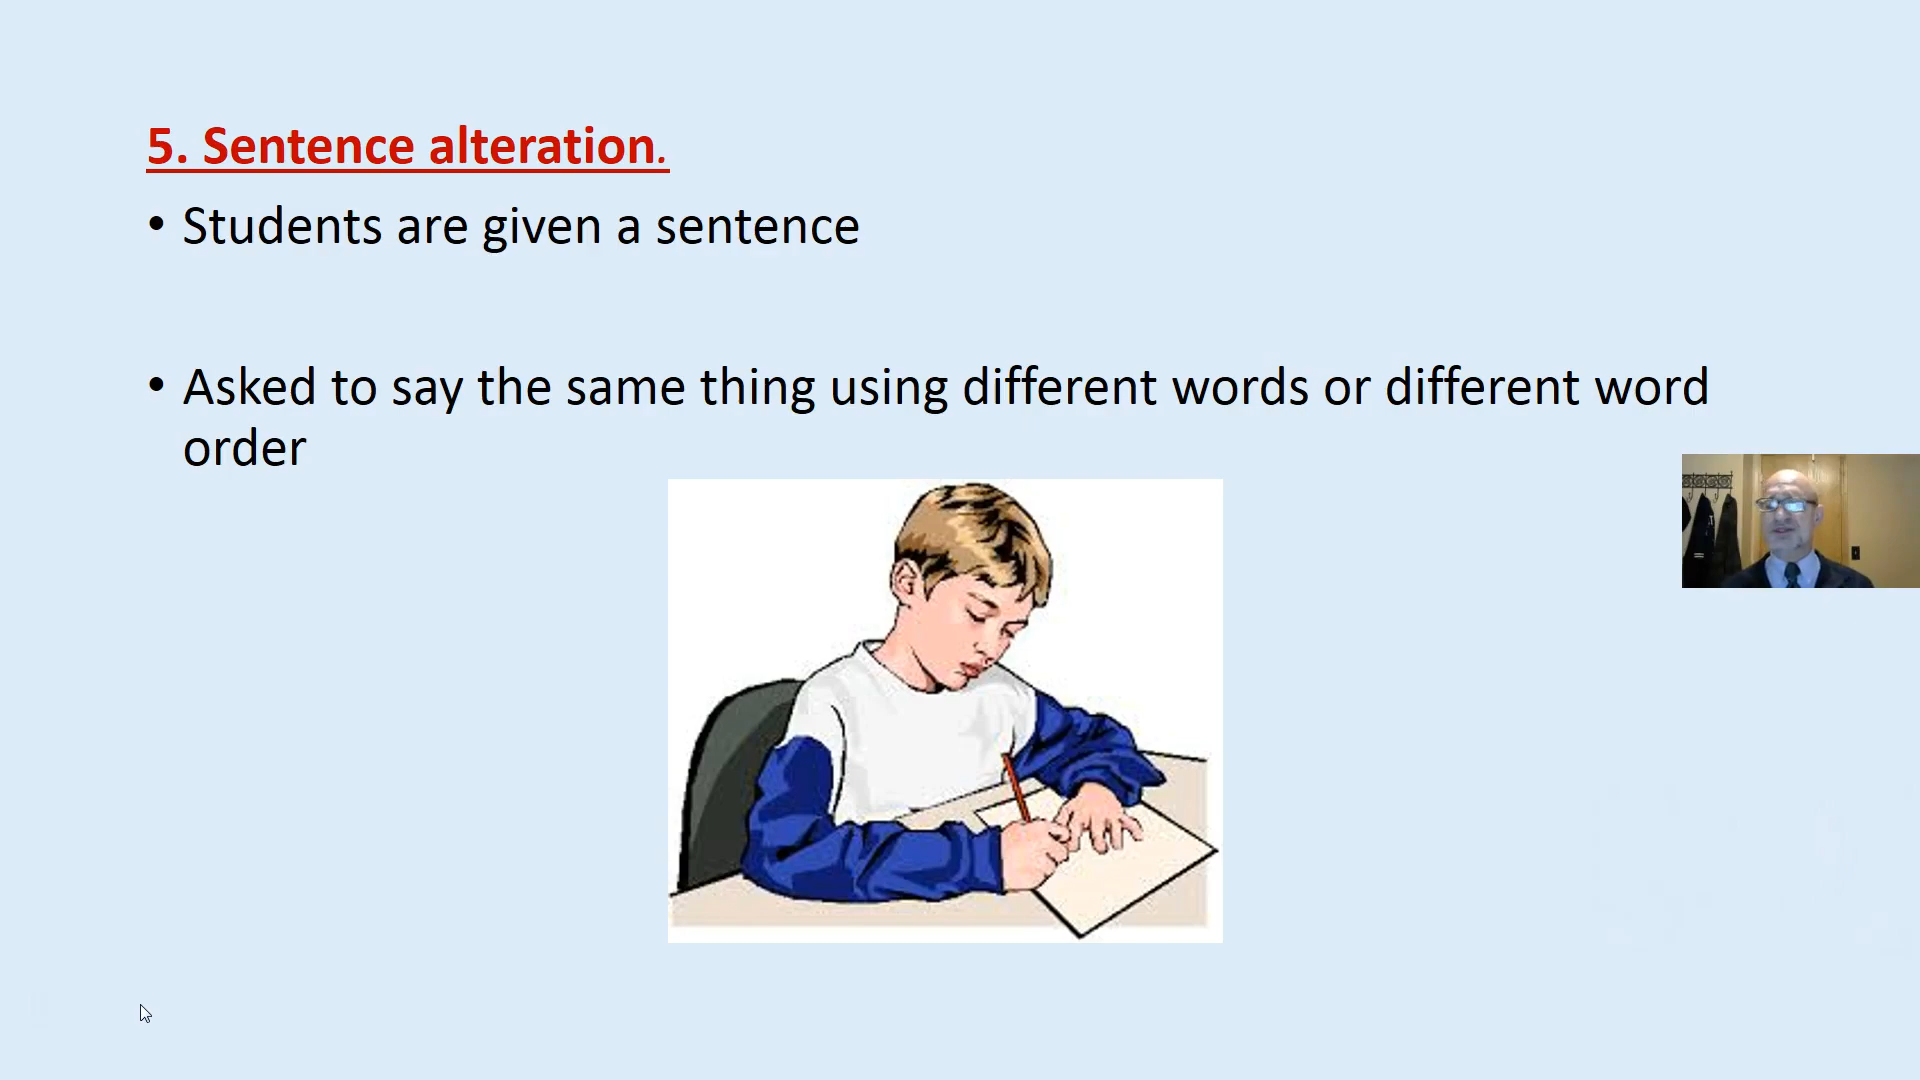 5. Sentence alteration.
• Students are given a sentence
• Asked to say the same thing using different words or different word
order